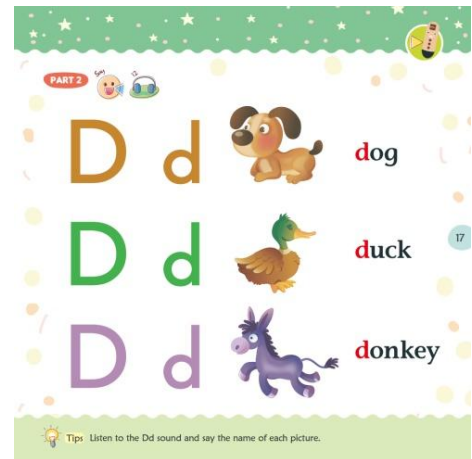 PART 2
Say
D d dog
D d duck
17
D d donkey
Tips Listen to the Dd sound and say the name of each picture.